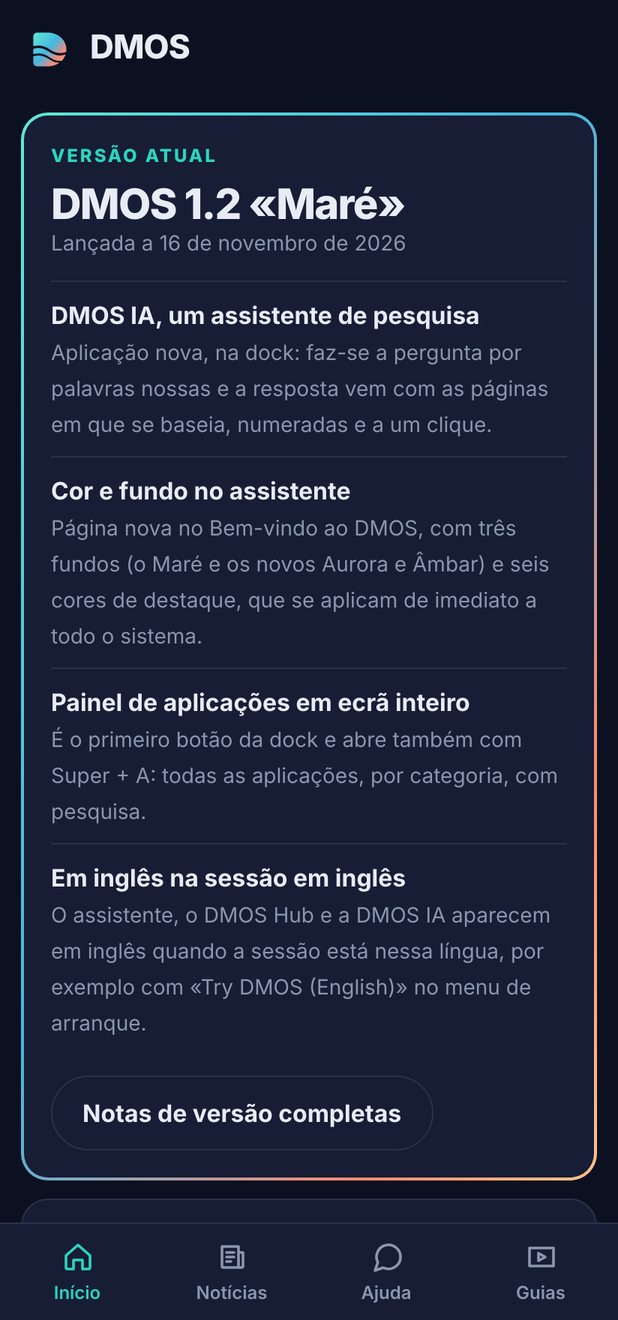 DMOS
VERSÃO ATUAL
DMOS 1.2 «Maré»
Lançada a 16 de novembro de 2026
DMOS IA, um assistente de pesquisa
Aplicação nova, na dock: faz-se a pergunta por
palavras nossas e a resposta vem com as páginas
em que se baseia, numeradas e a um clique.
Cor e fundo no assistente
Página nova no Bem-vindo ao DMOS, com três
fundos (o Maré e os novos Aurora e Âmbar) e seis
cores de destaque, que se aplicam de imediato a
todo o sistema.
Painel de aplicações em ecrã inteiro
É o primeiro botão da dock e abre também com
Super + A: todas as aplicações, por categoria, com
pesquisa.
Em inglês na sessão em inglês
O assistente, o DMOS Hub e a DMOS IA aparecem
em inglês quando a sessão está nessa língua, por
exemplo com «Try DMOS (English)» no menu de
arranque.
Notas de versão completas
Início
Notícias
Ajuda
Guias